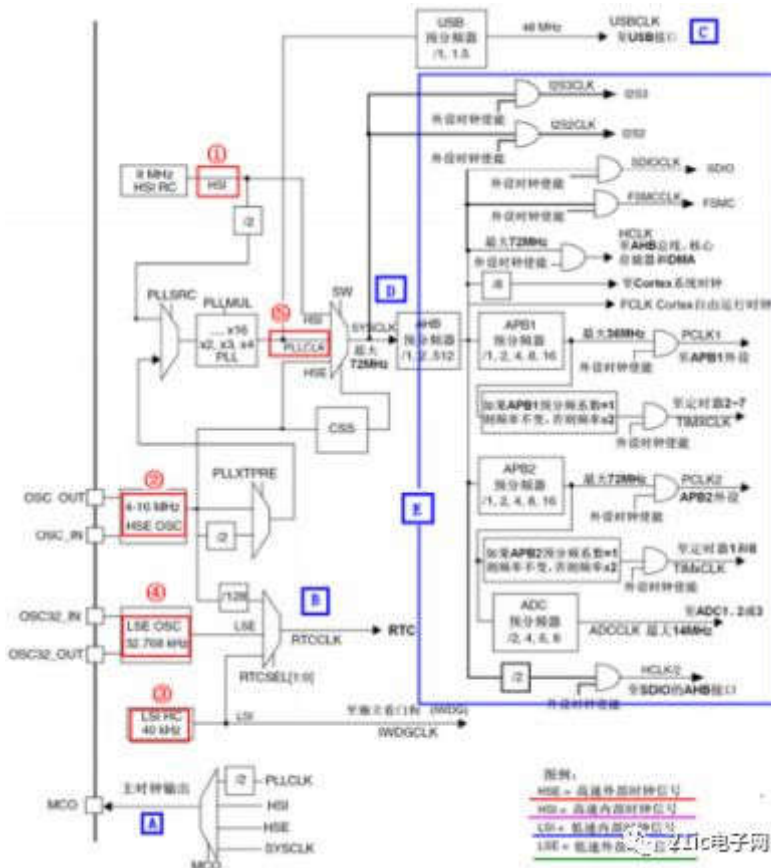 USB
预分频器
/1, 1.5
48 MHz
USBCLK
至USB接口
C
I2S3CLK
I2S3
外设时钟使能
I2S2CLK
I2S2
外设时钟使能
①
8 MHz
HSI RC
HSI
SDIOCLK
SDIO
外设时钟使能
FSMCCLK
FSMC
外设时钟使能
/2
HCLK
最大72MHz
至AHB总线、核心
存储器和DMA
外设时钟使能
/8
至Cortex系统时钟
FCLK Cortex自由运行时钟
PLLSRC
PLLMUL
..., x16
x2, x3, x4
PLL
⑤
PLLCLK
SW
HSI
HSE
D
SYSCLK
最大
72MHz
AHB
预分频器
/1, 2..512
APB1
预分频器
/1, 2, 4, 8, 16
最大36MHz
PCLK1
至APB1外设
外设时钟使能
CSS
如果APB1预分频系数=1
则频率不变，否则频率x2
至定时器2~7
TIMXCLK
外设时钟使能
PLLXTPRE
②
OSC_OUT
OSC_IN
4-16 MHz
HSE OSC
/2
APB2
预分频器
/1, 2, 4, 8, 16
最大72MHz
PCLK2
APB2外设
外设时钟使能
E
如果APB2预分频系数=1
则频率不变，否则频率x2
至定时器1和8
TIMxCLK
外设时钟使能
④
OSC32_IN
OSC32_OUT
LSE OSC
32.768 kHz
/128
LSE
B
RTCCLK
RTC
RTCSEL[1:0]
ADC
预分频器
/2, 4, 6, 8
至ADC1、2或3
ADCCLK 最大14MHz
/2
HCLK/2
至SDIO的AHB接口
外设时钟使能
③
LSI RC
40 kHz
LSI
至独立看门狗 (IWDG)
IWDGCLK
主时钟输出
MCO
A
/2
PLLCLK
HSI
HSE
SYSCLK
MCO
图例:
HSE = 高速外部时钟信号
HSI = 高速内部时钟信号
LSI = 低速内部时钟信号
LSE = 低速外部时钟信号
21ic电子网